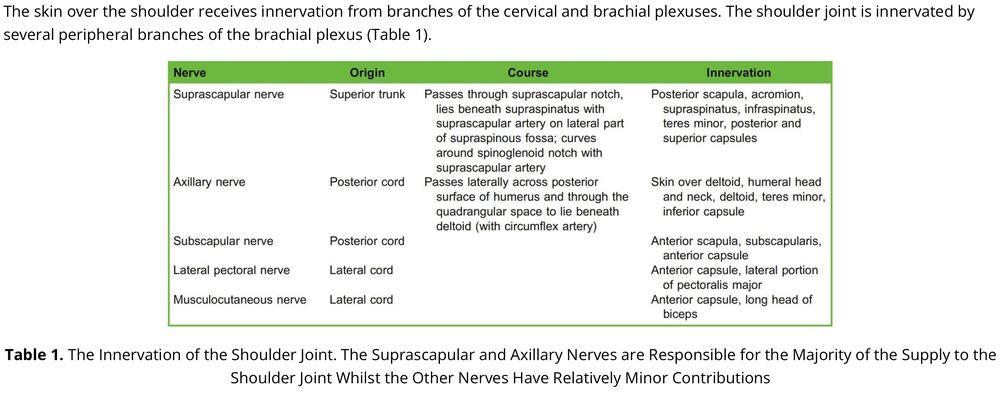 The skin over the shoulder receives innervation from branches of the cervical and brachial plexuses. The shoulder joint is innervated by
several peripheral branches of the brachial plexus (Table 1).
Nerve Origin Course Innervation
Suprascapular nerve Superior trunk Passes through suprascapular notch, Posterior scapula, acromion,
lies beneath supraspinatus with supraspinatus, infraspinatus,
suprascapular artery on lateral part teres minor, posterior and
of supraspinous fossa; curves superior capsules
around spinoglenoid notch with
suprascapular artery
Axillary nerve Posterior cord Passes laterally across posterior Skin over deltoid, humeral head
surface of humerus and through the and neck, deltoid, teres minor,
quadrangular space to lie beneath inferior capsule
deltoid (with circumflex artery)
Subscapular nerve Posterior cord Anterior scapula, subscapularis,
anterior capsule
Lateral pectoral nerve Lateral cord Anterior capsule, lateral portion
of pectoralis major
Musculocutaneous nerve Lateral cord Anterior capsule, long head of
biceps
Table 1. The Innervation of the Shoulder Joint. The Suprascapular and Axillary Nerves are Responsible for the Majority of the Supply to the
Shoulder Joint Whilst the Other Nerves Have Relatively Minor Contributions